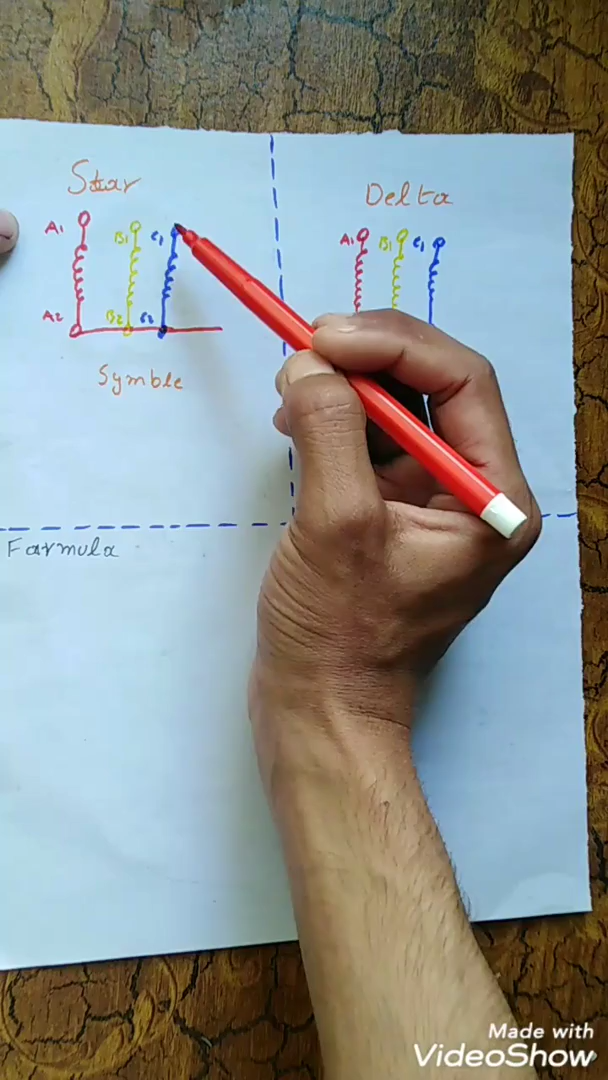 Star
A1 B1 C1
A2 B2 C2
Symble
Delta
A1 B1 C1
Farmula
Made with
VideoShow